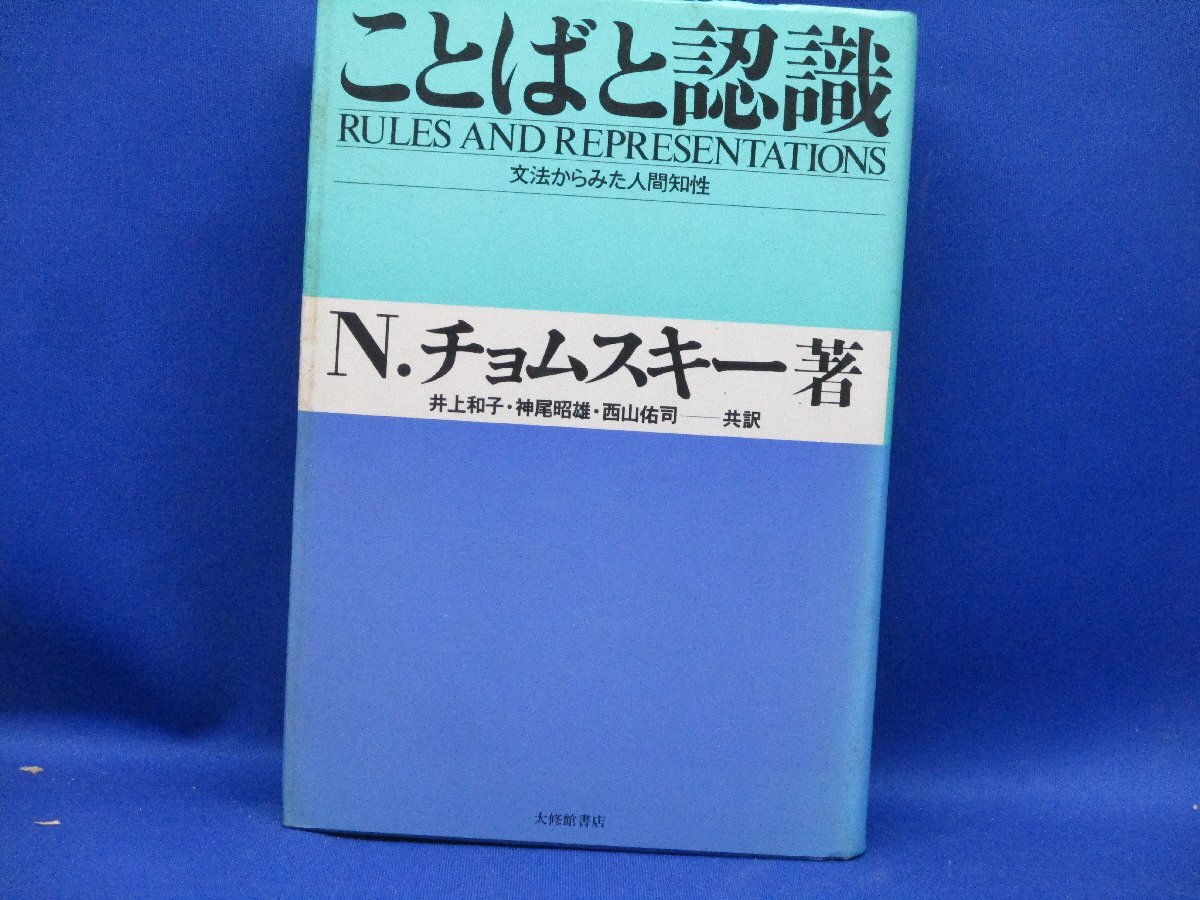 ことばと認識
RULES AND REPRESENTATIONS
文法からみた人間知性
N.チョムスキー著
井上和子・神尾昭雄・西山佑司──共訳
大修館書店